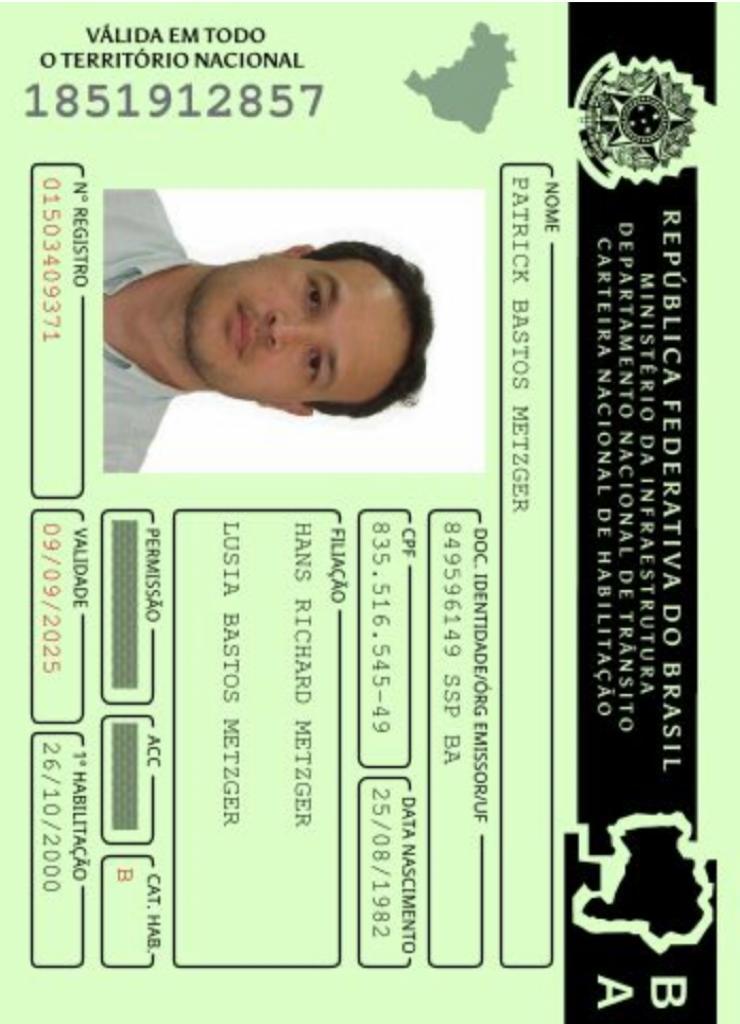 REPÚBLICA FEDERATIVA DO BRASIL
MINISTÉRIO DA INFRAESTRUTURA
DEPARTAMENTO NACIONAL DE TRÂNSITO
CARTEIRA NACIONAL DE HABILITAÇÃO
B
A
VÁLIDA EM TODO
O TERRITÓRIO NACIONAL
1851912857
NOME
PATRICK BASTOS METZGER
DOC. IDENTIDADE/ÓRG EMISSOR/UF
849596149 SSP BA
CPF
835.516.545-49
DATA NASCIMENTO
25/08/1982
FILIAÇÃO
HANS RICHARD METZGER
LUSIA BASTOS METZGER
PERMISSÃO
ACC
CAT. HAB.
B
Nº REGISTRO
01503409371
VALIDADE
09/09/2025
1ª HABILITAÇÃO
26/10/2000